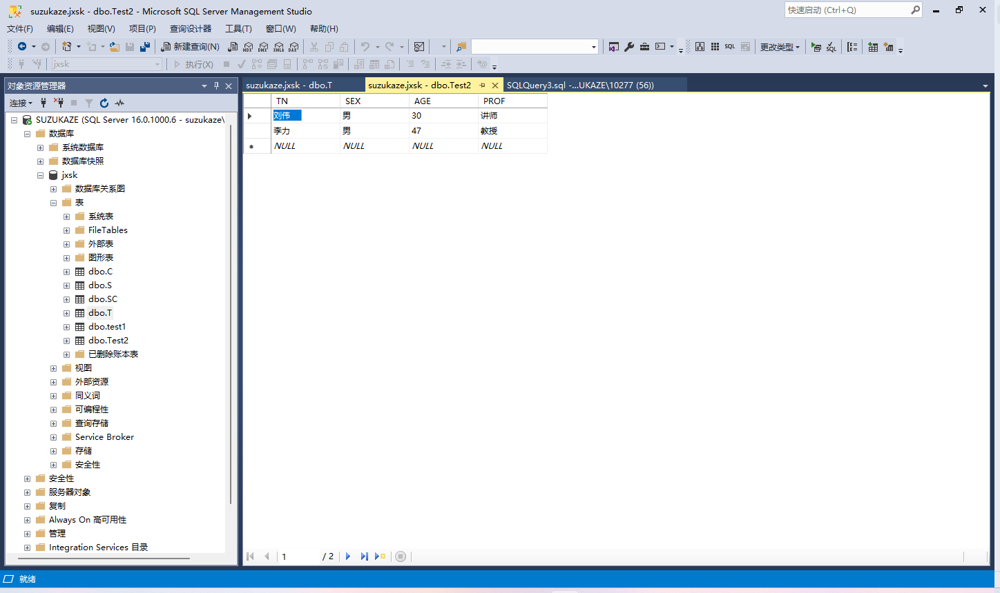 suzukaze.jxsk - dbo.Test2 - Microsoft SQL Server Management Studio
快速启动 (Ctrl+Q)
文件(F) 编辑(E) 视图(V) 项目(P) 查询设计器 工具(T) 窗口(W) 帮助(H)
新建查询(N) MDX DMX XMLA DAX SQL 更改类型 SQL
jxsk 执行(X)
对象资源管理器
suzukaze.jxsk - dbo.T suzukaze.jxsk - dbo.Test2 SQLQuery3.sql -...UKAZE\10277 (56))
连接
TN SEX AGE PROF
刘伟 男 30 讲师
李力 男 47 教授
NULL NULL NULL NULL
SUZUKAZE (SQL Server 16.0.1000.6 - suzukaze\
数据库
系统数据库
数据库快照
jxsk
数据库关系图
表
系统表
FileTables
外部表
图形表
dbo.C
dbo.S
dbo.SC
dbo.T
dbo.test1
dbo.Test2
已删除账本表
视图
外部资源
同义词
可编程性
查询存储
Service Broker
存储
安全性
安全性
服务器对象
复制
Always On 高可用性
管理
Integration Services 目录
1 / 2
就绪